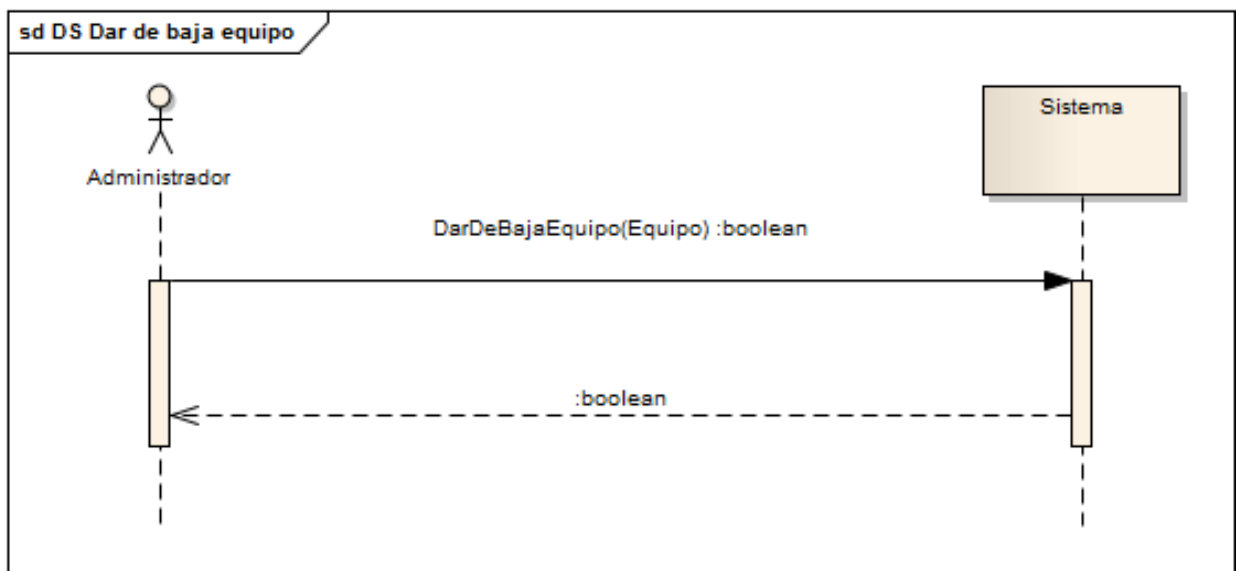 sd DS Dar de baja equipo
Administrador
Sistema
DarDeBajaEquipo(Equipo) :boolean
:boolean